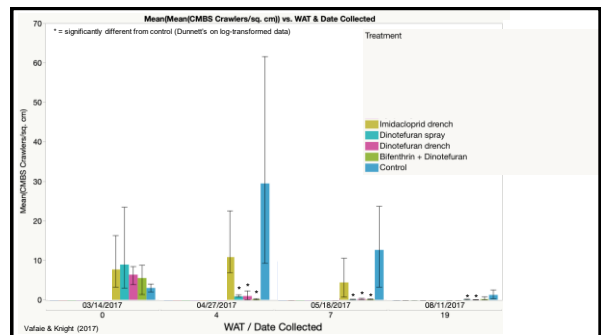 Mean(Mean(CMBS Crawlers/sq. cm)) vs. WAT & Date Collected
* = significantly different from control (Dunnett's on log-transformed data)
Treatment
Imidacloprid drench
Dinotefuran spray
Dinotefuran drench
Bifenthrin + Dinotefuran
Control
Mean(CMBS Crawlers/sq. cm)
70
60
50
40
30
20
10
0
* * *
* * *
* *
03/14/2017 04/27/2017 05/18/2017 08/11/2017
0 4 7 19
WAT / Date Collected
Vafaie & Knight (2017)